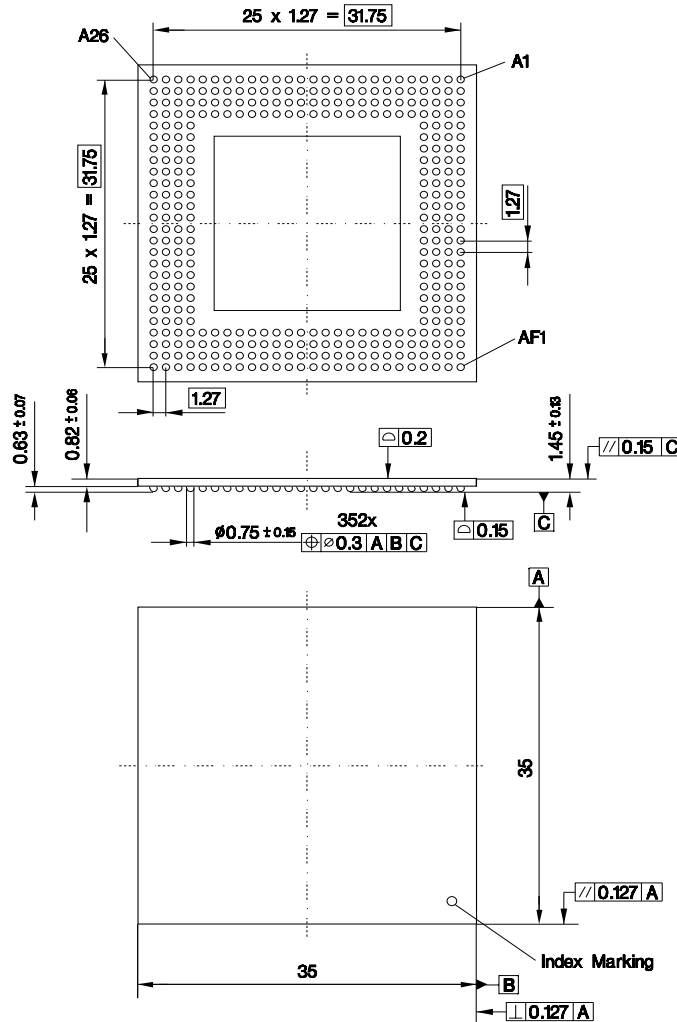 25 x 1.27 = 31.75
A26
A1
25 x 1.27 = 31.75
1.27
AF1
1.27
0.63 ± 0.07
0.82 ± 0.06
⌓ 0.2
1.45 ± 0.13
// 0.15 C
Ø0.75 ± 0.15
352x
⌖ ⌀0.3 A B C
⌓ 0.15
C
A
35
// 0.127 A
Index Marking
35
B
⊥ 0.127 A